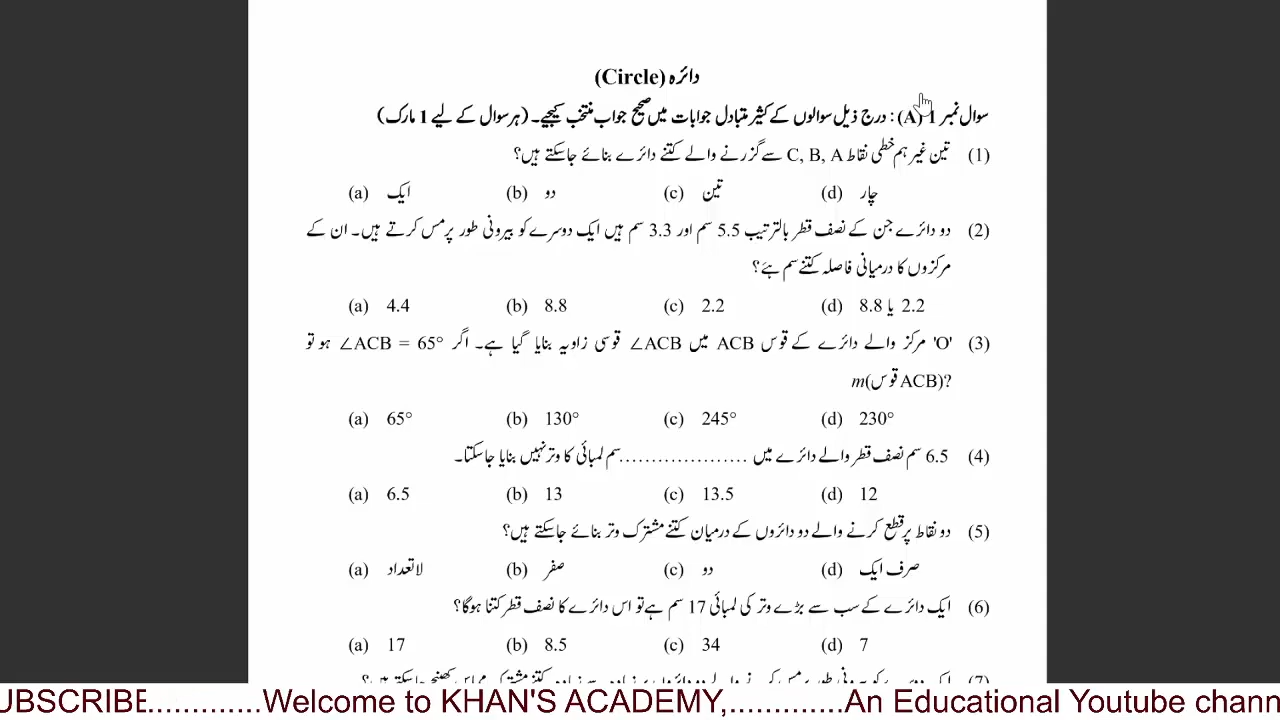 دائرہ (Circle)
سوال نمبر 1 (A) : درج ذیل سوالوں کے کثیر متبادل جوابات میں صحیح جواب منتخب کیجیے۔ (ہر سوال کے لیے 1 مارک)
(1) تین غیر ہم خطی نقاط C, B, A سے گزرنے والے کتنے دائرے بنائے جاسکتے ہیں؟
(a) ایک (b) دو (c) تین (d) چار
(2) دو دائرے جن کے نصف قطر بالترتیب 5.5 سم اور 3.3 سم ہیں ایک دوسرے کو بیرونی طور پر مس کرتے ہیں۔ ان کے
مرکزوں کا درمیانی فاصلہ کتنے سم ہئے؟
(a) 4.4 (b) 8.8 (c) 2.2 (d) 8.8 یا 2.2
(3) 'O' مرکز والے دائرے کے قوس ACB میں ∠ACB قوسی زاویہ بنایا گیا ہے۔ اگر ∠ACB = 65° ہو تو
m(قوس ACB)?
(a) 65° (b) 130° (c) 245° (d) 230°
(4) 6.5 سم نصف قطر والے دائرے میں ....................سم لمبائی کا وتر نہیں بنایا جاسکتا۔
(a) 6.5 (b) 13 (c) 13.5 (d) 12
(5) دو نقاط پر قطع کرنے والے دو دائروں کے درمیان کتنے مشترک وتر بنائے جاسکتے ہیں؟
(a) لاتعداد (b) صفر (c) دو (d) صرف ایک
(6) ایک دائرے کے سب سے بڑے وتر کی لمبائی 17 سم ہے تو اس دائرے کا نصف قطر کتنا ہوگا؟
(a) 17 (b) 8.5 (c) 34 (d) 7
UBSCRIBE.............Welcome to KHAN'S ACADEMY,.............An Educational Youtube chann